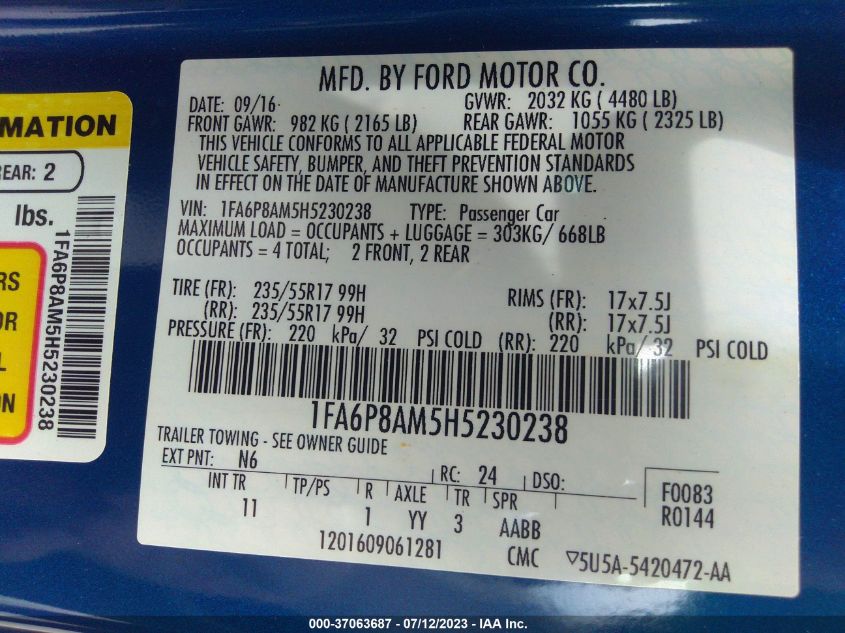 MFD. BY FORD MOTOR CO.
DATE: 09/16
GVWR: 2032 KG ( 4480 LB)
FRONT GAWR: 982 KG ( 2165 LB)
REAR GAWR: 1055 KG ( 2325 LB)
THIS VEHICLE CONFORMS TO ALL APPLICABLE FEDERAL MOTOR
VEHICLE SAFETY, BUMPER, AND THEFT PREVENTION STANDARDS
IN EFFECT ON THE DATE OF MANUFACTURE SHOWN ABOVE.
VIN: 1FA6P8AM5H5230238 TYPE: Passenger Car
MAXIMUM LOAD = OCCUPANTS + LUGGAGE = 303KG/ 668LB
OCCUPANTS = 4 TOTAL; 2 FRONT, 2 REAR
TIRE (FR): 235/55R17 99H RIMS (FR): 17x7.5J
(RR): 235/55R17 99H (RR): 17x7.5J
PRESSURE (FR): 220 kPa/ 32 PSI COLD (RR): 220 kPa/ 32 PSI COLD
1FA6P8AM5H5230238
TRAILER TOWING - SEE OWNER GUIDE
EXT PNT: N6 RC: 24 DSO:
INT TR TP/PS R AXLE TR SPR
11 1 YY 3 AABB
F0083
R0144
1201609061281 CMC ▽5U5A-5420472-AA
MATION
REAR: 2
lbs.
1FA6P8AM5H5230238
RS
OR
L
ON
000-37063687 - 07/12/2023 - IAA Inc.